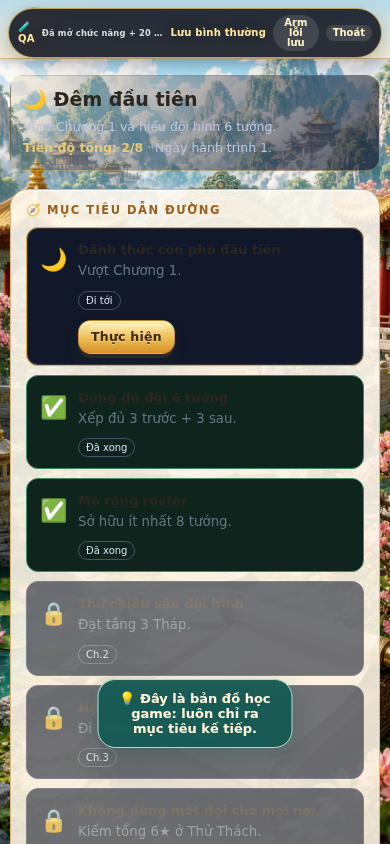 QA
Đã mở chức năng + 20 ...
Lưu bình thường
Arm lỗi lưu
Thoát
Đêm đầu tiên
Vượt Chương 1 và hiểu đội hình 6 tướng.
Tiến độ tổng: 2/8 · Ngày hành trình 1.
MỤC TIÊU DẪN ĐƯỜNG
Đánh thức con phố đầu tiên
Vượt Chương 1.
Đi tới
Thực hiện
Dựng đủ đội 6 tướng
Xếp đủ 3 trước + 3 sau.
Đã xong
Mở rộng roster
Sở hữu ít nhất 8 tướng.
Đã xong
Thử chiều sâu đội hình
Đạt tầng 3 Tháp.
Ch.2
Đi
Ch.3
Đây là bản đồ học
game: luôn chỉ ra
mục tiêu kế tiếp.
Không dùng một đội cho mọi nơi
Kiếm tổng 6★ ở Thử Thách.